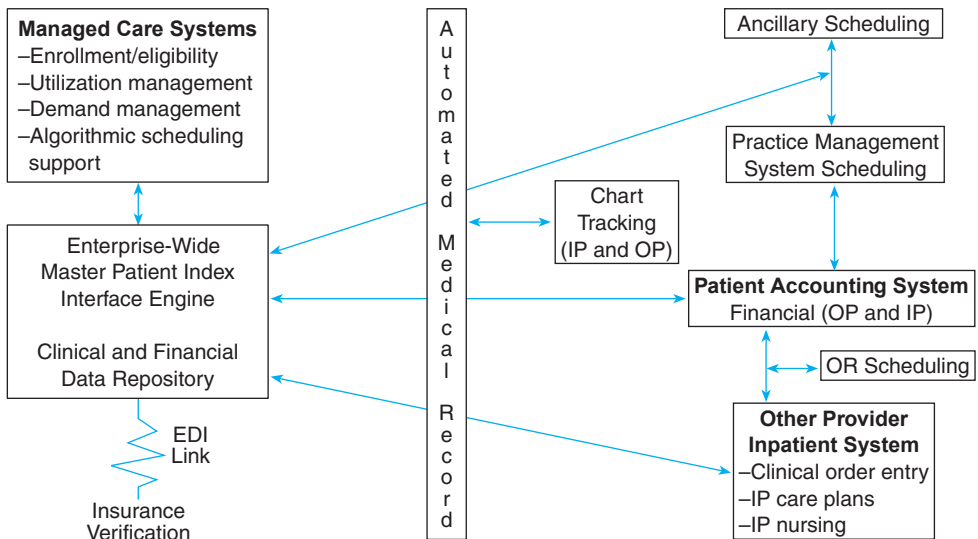 Managed Care Systems
–Enrollment/eligibility
–Utilization management
–Demand management
–Algorithmic scheduling
support
Enterprise-Wide
Master Patient Index
Interface Engine
Clinical and Financial
Data Repository
EDI
Link
Insurance
Verification
Automated Medical Record
Chart
Tracking
(IP and OP)
Ancillary Scheduling
Practice Management
System Scheduling
Patient Accounting System
Financial (OP and IP)
OR Scheduling
Other Provider
Inpatient System
–Clinical order entry
–IP care plans
–IP nursing